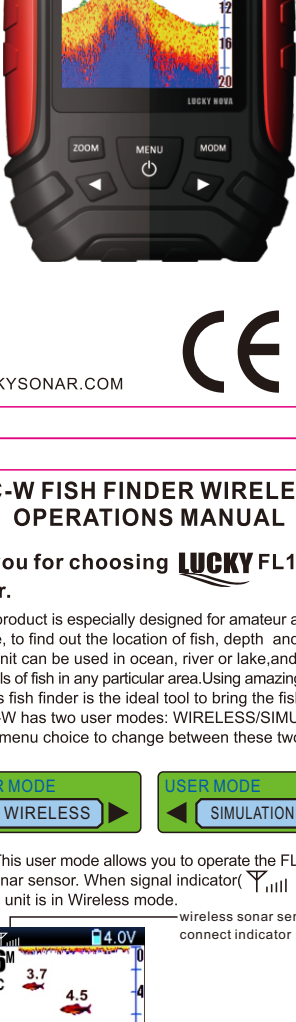 12
16
20
LUCKY NOVA
ZOOM
MENU
MODM
KYSONAR.COM
C-W FISH FINDER WIRELE
OPERATIONS MANUAL
ou for choosing LUCKY FL1
r.
product is especially designed for amateur a
e, to find out the location of fish, depth and
nit can be used in ocean, river or lake,and
ls of fish in any particular area.Using amazing
s fish finder is the ideal tool to bring the fish
-W has two user modes: WIRELESS/SIMU
menu choice to change between these two
R MODE
USER MODE
WIRELESS
SIMULATION
This user mode allows you to operate the FL
nar sensor. When signal indicator(
unit is in Wireless mode.
wireless sonar sen
connect indicator
4.0V
M
0
C
3.7
4.5
4